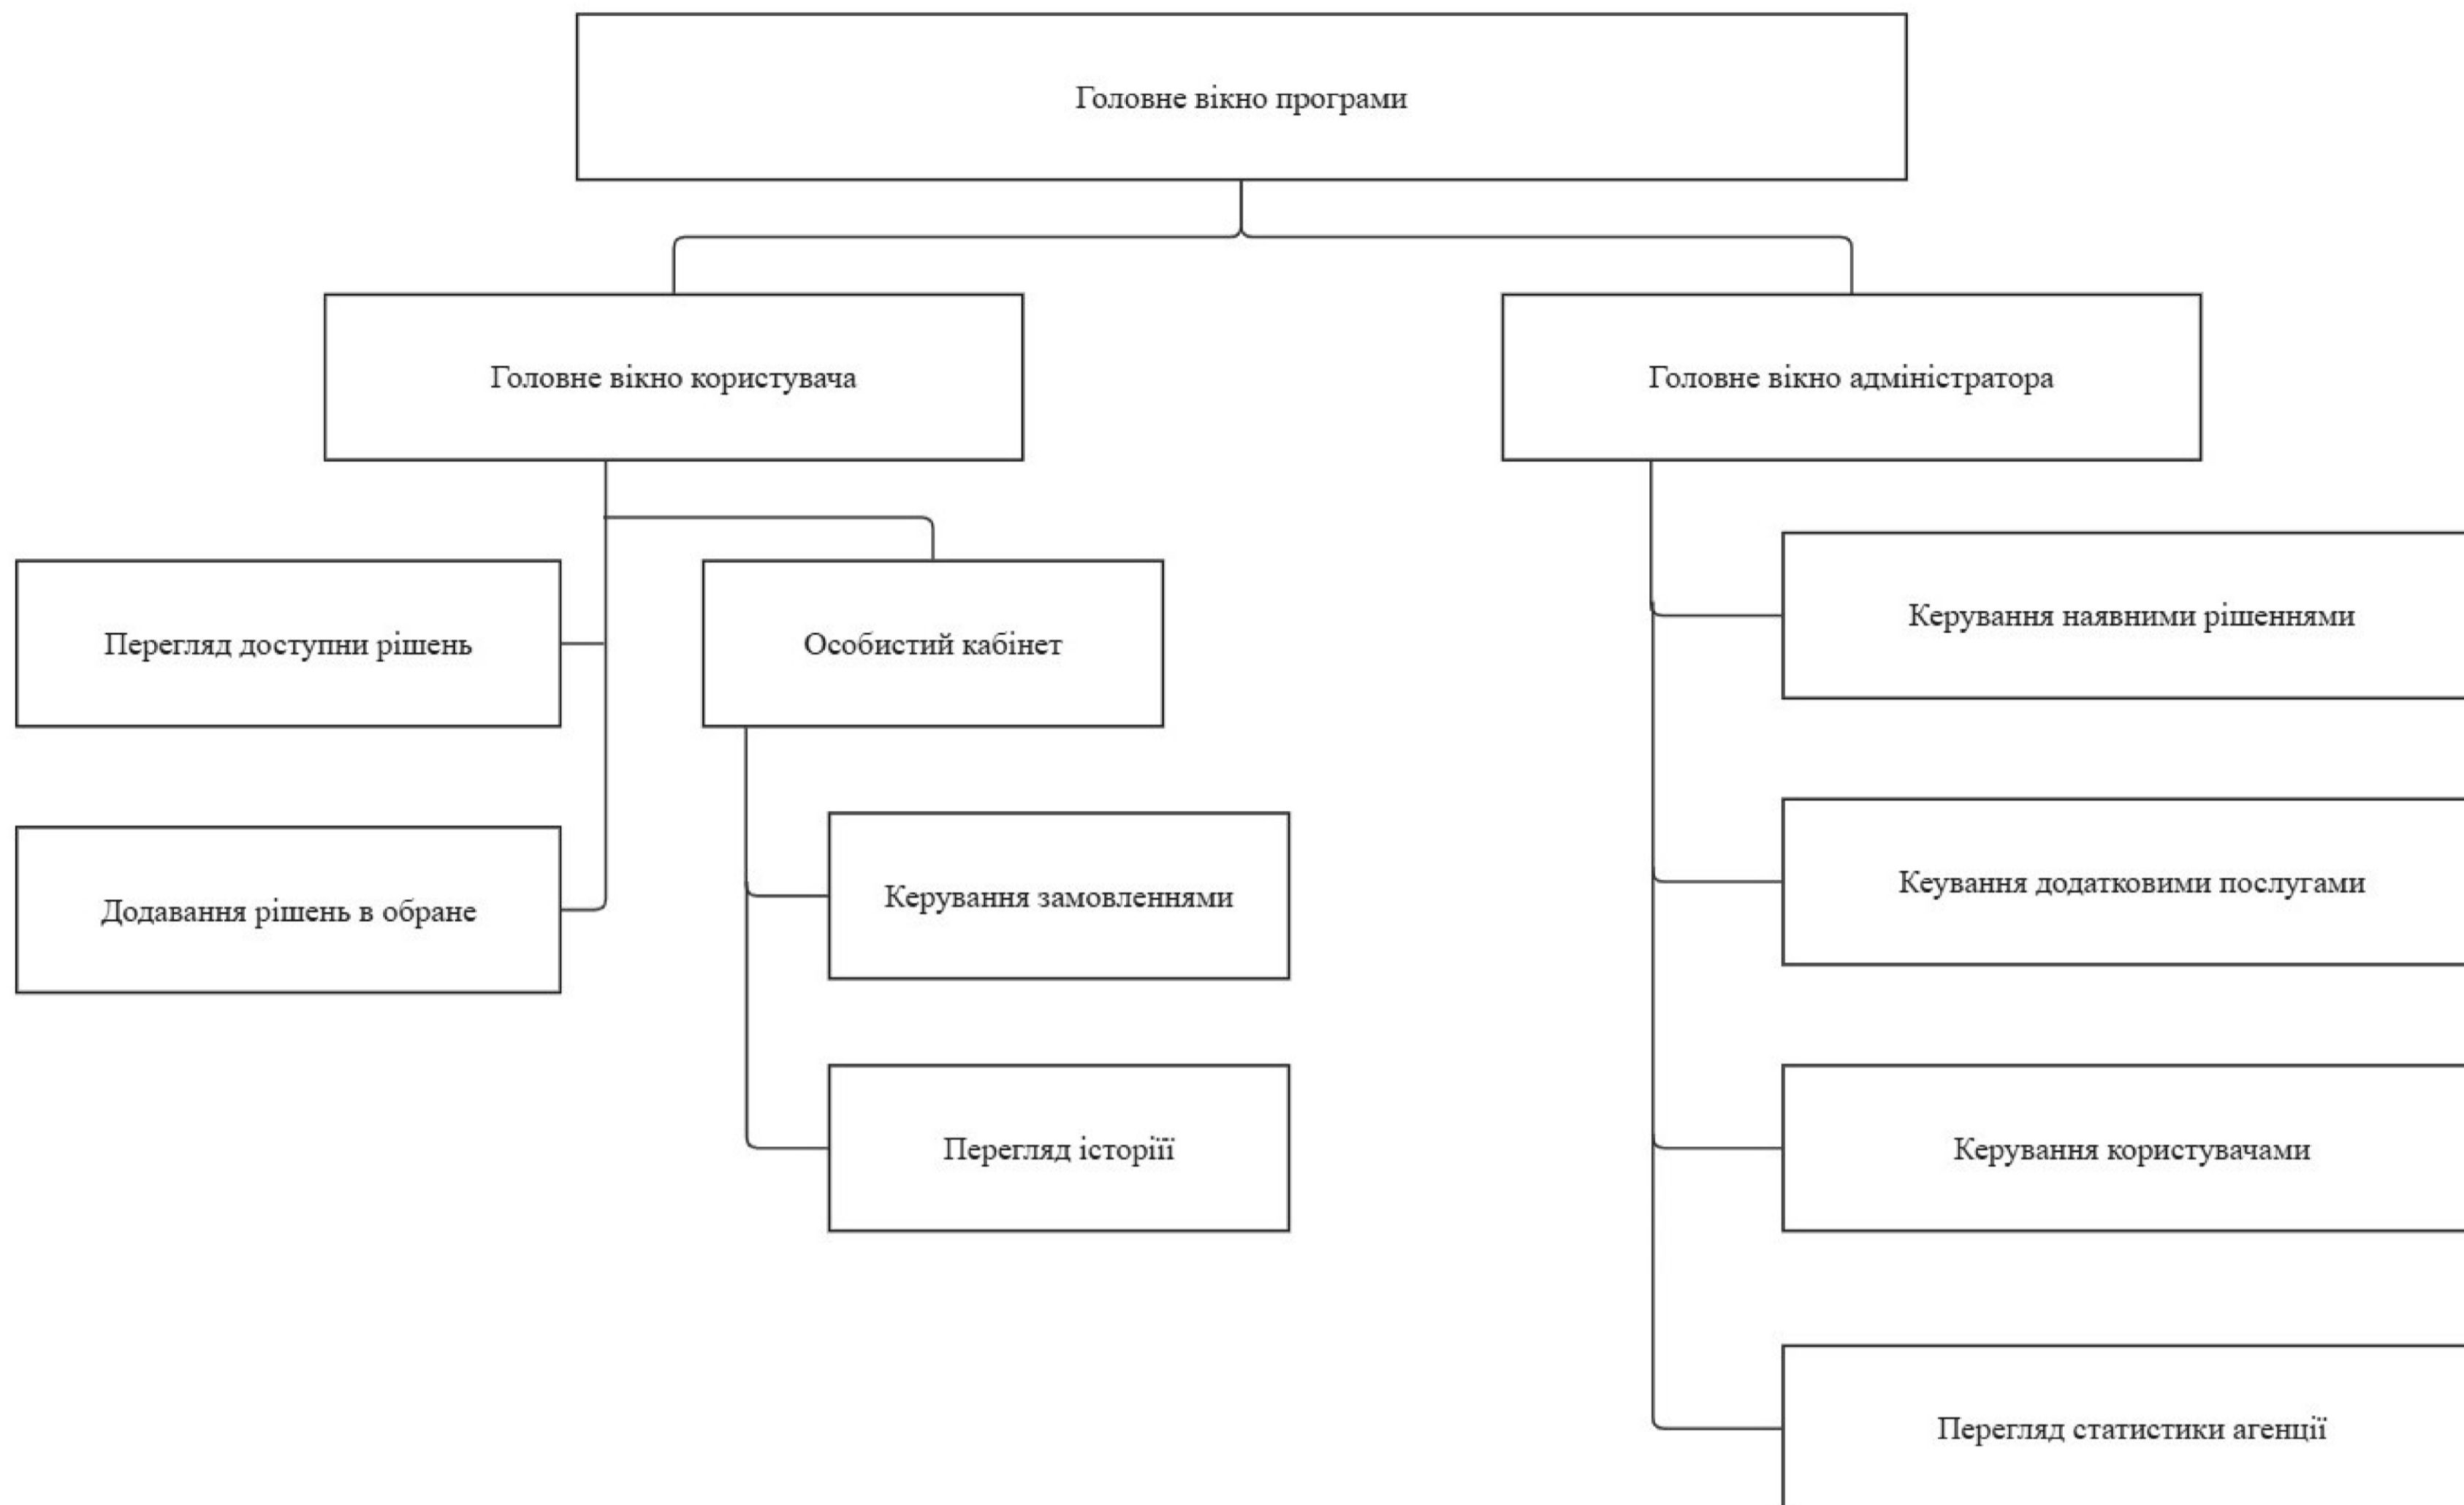 Головне вікно програми
Головне вікно користувача
Головне вікно адміністратора
Перегляд доступни рішень
Особистий кабінет
Керування наявними рішеннями
Додавання рішень в обране
Керування замовленнями
Кеування додатковими послугами
Перегляд історіїї
Керування користувачами
Перегляд статистики агенції